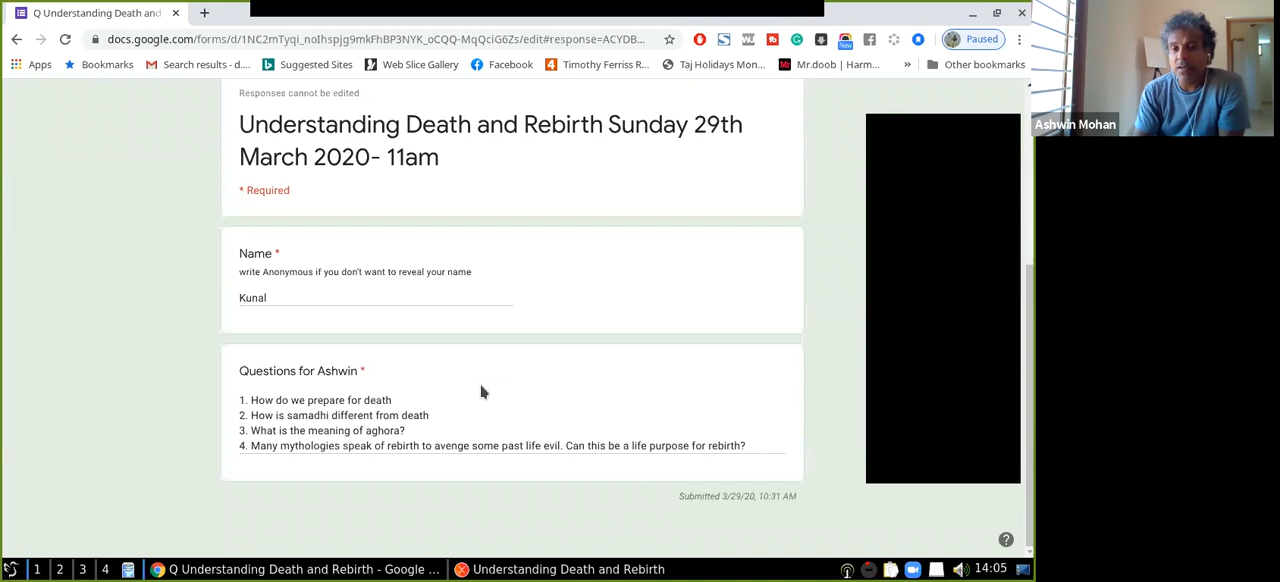 Q Understanding Death and
docs.google.com/forms/d/1NC2mTyqi_noIhspjg9mkFhBP3NYK_oCQQ-MqQciG6Zs/edit#response=ACYDB...
Paused
Apps Bookmarks Search results - d... Suggested Sites Web Slice Gallery Facebook Timothy Ferriss R... Taj Holidays Mon... Mr.doob | Harm... » Other bookmarks
Ashwin Mohan
Responses cannot be edited
Understanding Death and Rebirth Sunday 29th
March 2020- 11am
* Required
Name *
write Anonymous if you don't want to reveal your name
Kunal
Questions for Ashwin *
1. How do we prepare for death
2. How is samadhi different from death
3. What is the meaning of aghora?
4. Many mythologies speak of rebirth to avenge some past life evil. Can this be a life purpose for rebirth?
Submitted 3/29/20, 10:31 AM
1 2 3 4 Q Understanding Death and Rebirth - Google ... Understanding Death and Rebirth 14:05